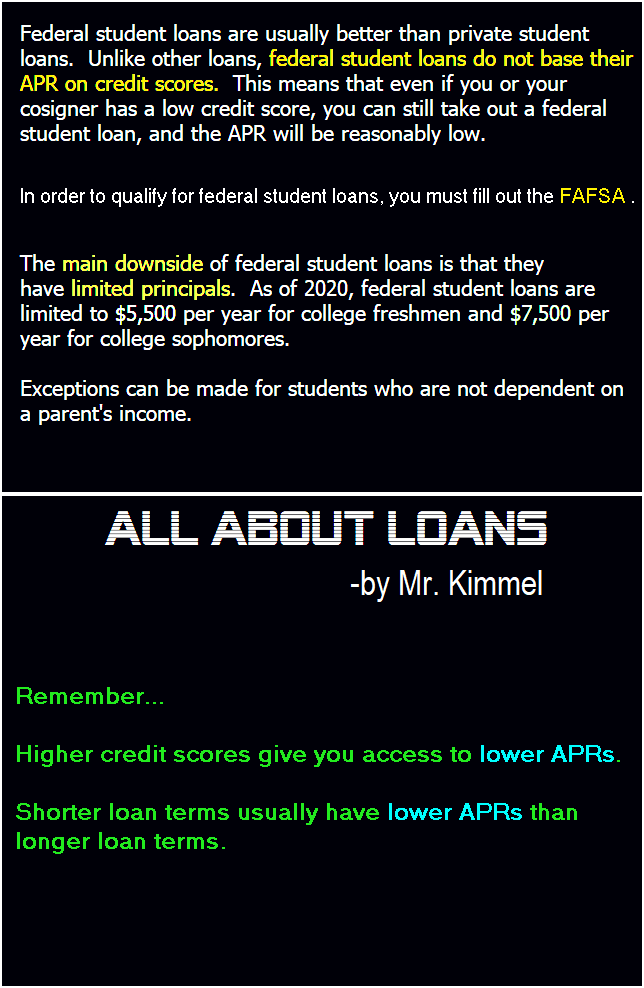 Federal student loans are usually better than private student
loans.  Unlike other loans, federal student loans do not base their
APR on credit scores.  This means that even if you or your
cosigner has a low credit score, you can still take out a federal
student loan, and the APR will be reasonably low.
In order to qualify for federal student loans, you must fill out the FAFSA .
The main downside of federal student loans is that they
have limited principals.  As of 2020, federal student loans are
limited to $5,500 per year for college freshmen and $7,500 per
year for college sophomores.
Exceptions can be made for students who are not dependent on
a parent's income.
ALL ABOUT LOANS
-by Mr. Kimmel
Remember...
Higher credit scores give you access to lower APRs.
Shorter loan terms usually have lower APRs than
longer loan terms.